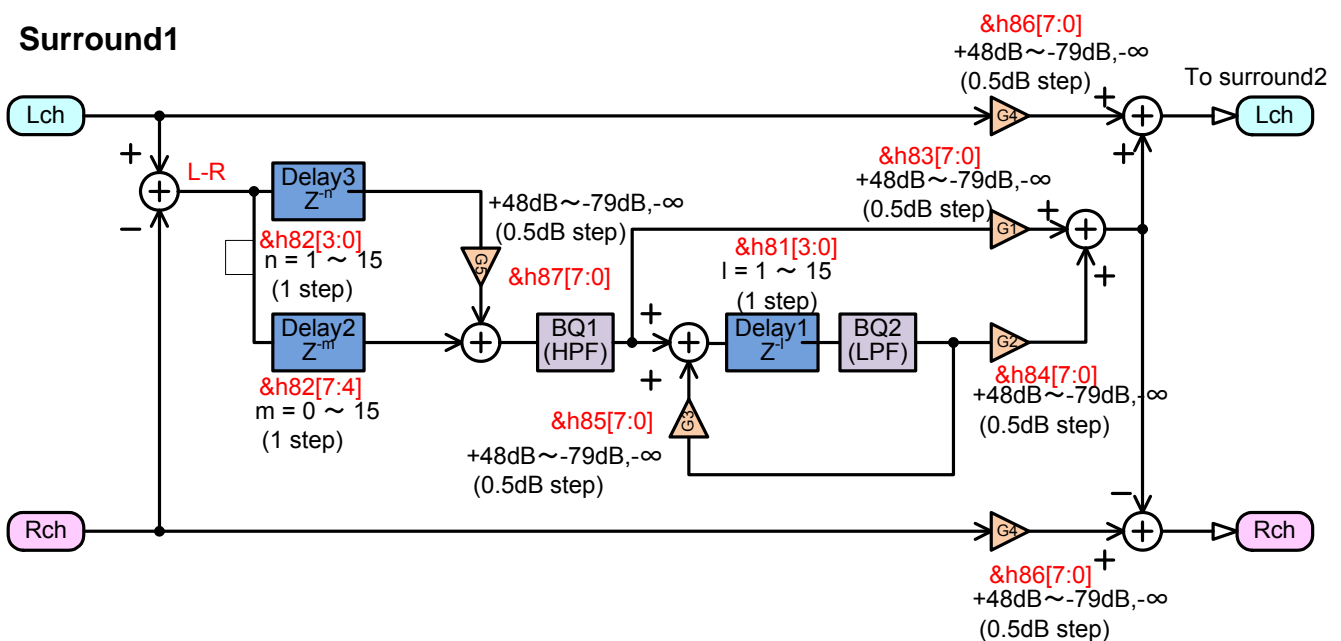 Surround1
&h86[7:0]
+48dB～-79dB,-∞
(0.5dB step)
To surround2
Lch
G4
+
+
Lch
+
L-R
+
−
Delay3
Z-n
&h82[3:0]
n = 1 ～ 15
(1 step)
+48dB～-79dB,-∞
(0.5dB step)
G5
&h87[7:0]
&h83[7:0]
+48dB～-79dB,-∞
(0.5dB step)
G1
+
+
+
&h81[3:0]
l = 1 ～ 15
(1 step)
Delay2
Z-m
&h82[7:4]
m = 0 ～ 15
(1 step)
+
BQ1
(HPF)
+
+
+
Delay1
Z-l
BQ2
(LPF)
G2
&h84[7:0]
+48dB～-79dB,-∞
(0.5dB step)
&h85[7:0]
G3
+48dB～-79dB,-∞
(0.5dB step)
Rch
G4
−
+
+
Rch
&h86[7:0]
+48dB～-79dB,-∞
(0.5dB step)